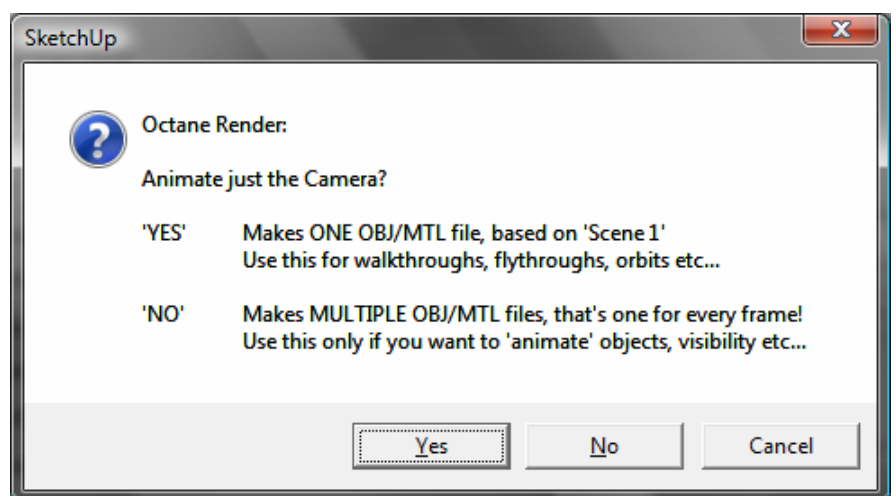 SketchUp
Octane Render:
Animate just the Camera?
'YES' Makes ONE OBJ/MTL file, based on 'Scene 1'
Use this for walkthroughs, flythroughs, orbits etc...
'NO' Makes MULTIPLE OBJ/MTL files, that's one for every frame!
Use this only if you want to 'animate' objects, visibility etc...
Yes No Cancel